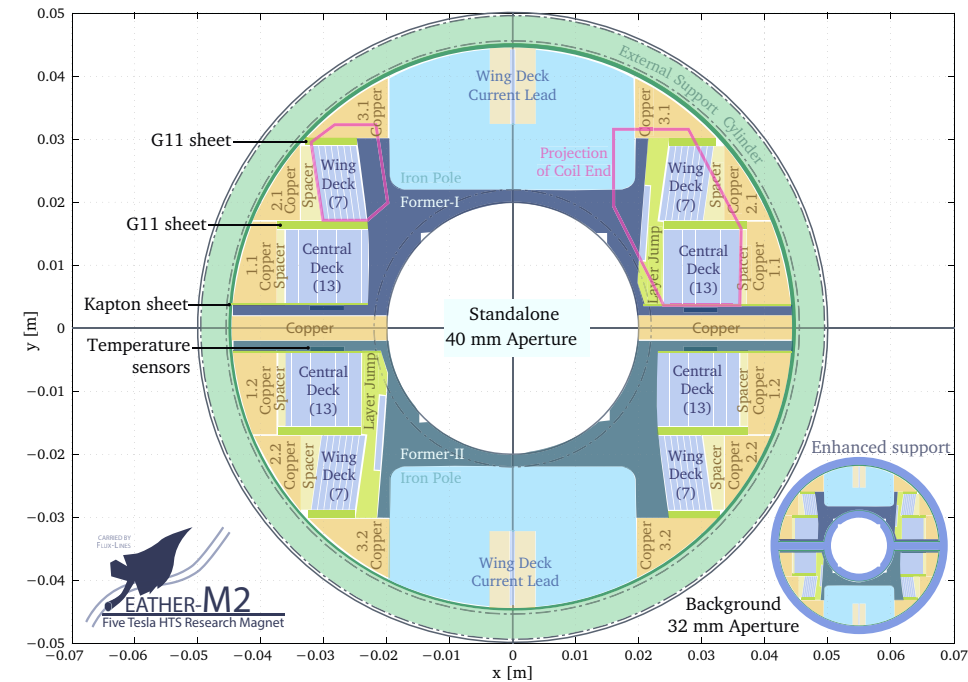 0.05
0.04
0.03
0.02
0.01
0
−0.01
−0.02
−0.03
−0.04
−0.05
y [m]
External Support Cylinder
Wing Deck
Current Lead
3.1
Copper
Copper
3.1
G11 sheet
Projection
of Coil End
Wing
Deck
(7)
Wing
Deck
(7)
Iron Pole
Former-I
2.1
Copper
Spacer
Spacer
Copper
2.1
G11 sheet
1.1
Copper
Spacer
Central
Deck
(13)
Layer Jump
Central
Deck
(13)
Spacer
Copper
1.1
Kapton sheet
Standalone
40 mm Aperture
Copper
Copper
Temperature
sensors
1.2
Copper
Spacer
Central
Deck
(13)
Layer Jump
Central
Deck
(13)
Spacer
Copper
1.2
2.2
Copper
Spacer
Wing
Deck
(7)
Former-II
Iron Pole
Wing
Deck
(7)
Spacer
Copper
2.2
Enhanced support
3.2
Copper
Copper
3.2
Wing Deck
Current Lead
CARRIED BY
FLUX-LINES
FEATHER-M2
Five Tesla HTS Research Magnet
Background
32 mm Aperture
−0.07 −0.06 −0.05 −0.04 −0.03 −0.02 −0.01 0 0.01 0.02 0.03 0.04 0.05 0.06 0.07
x [m]